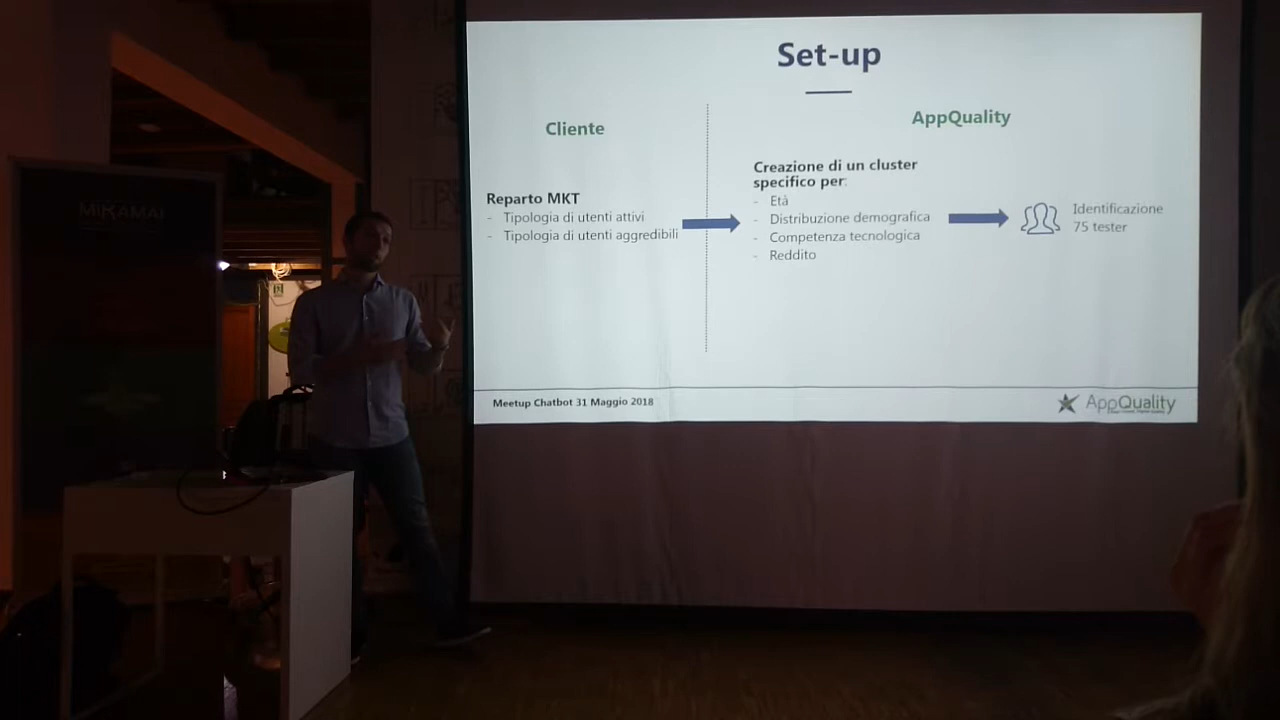 Set-up
Cliente
AppQuality
Reparto MKT
- Tipologia di utenti attivi
- Tipologia di utenti aggredibili
Creazione di un cluster
specifico per:
- Età
- Distribuzione demografica
- Competenza tecnologica
- Reddito
Identificazione
75 tester
Meetup Chatbot 31 Maggio 2018
AppQuality
MIRAMAI